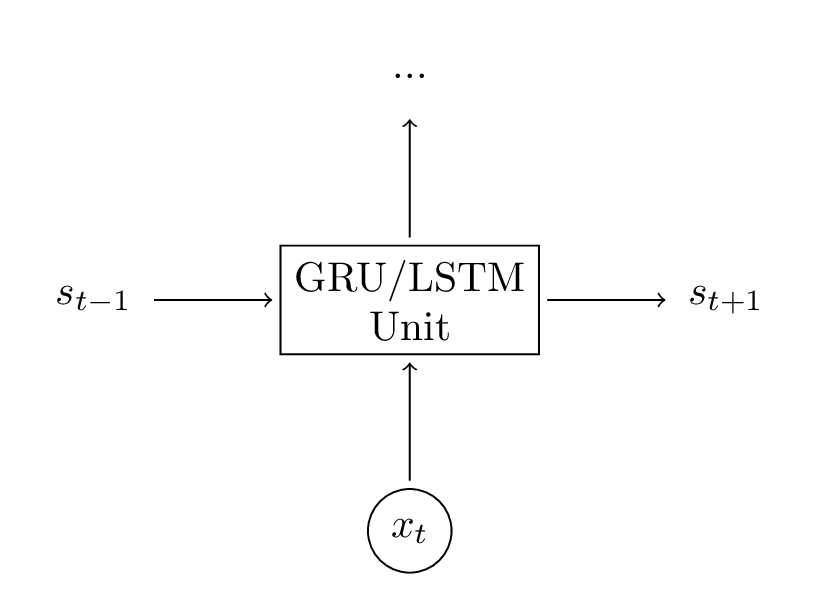 ...
s_{t-1}
GRU/LSTM
Unit
s_{t+1}
x_t